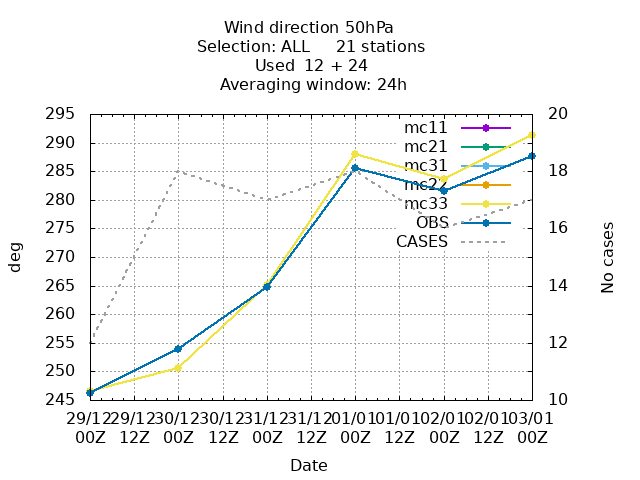 Wind direction 50hPa
Selection: ALL 21 stations
Used 12 + 24
Averaging window: 24h
295
290
285
280
275
270
265
260
255
250
245
deg
20
18
16
14
12
10
No cases
mc11
mc21
mc31
mc22
mc33
OBS
CASES
29/12 29/12 30/12 30/12 31/12 31/12 01/01 01/01 02/01 02/01 03/01
00Z 12Z 00Z 12Z 00Z 12Z 00Z 12Z 00Z 12Z 00Z
Date